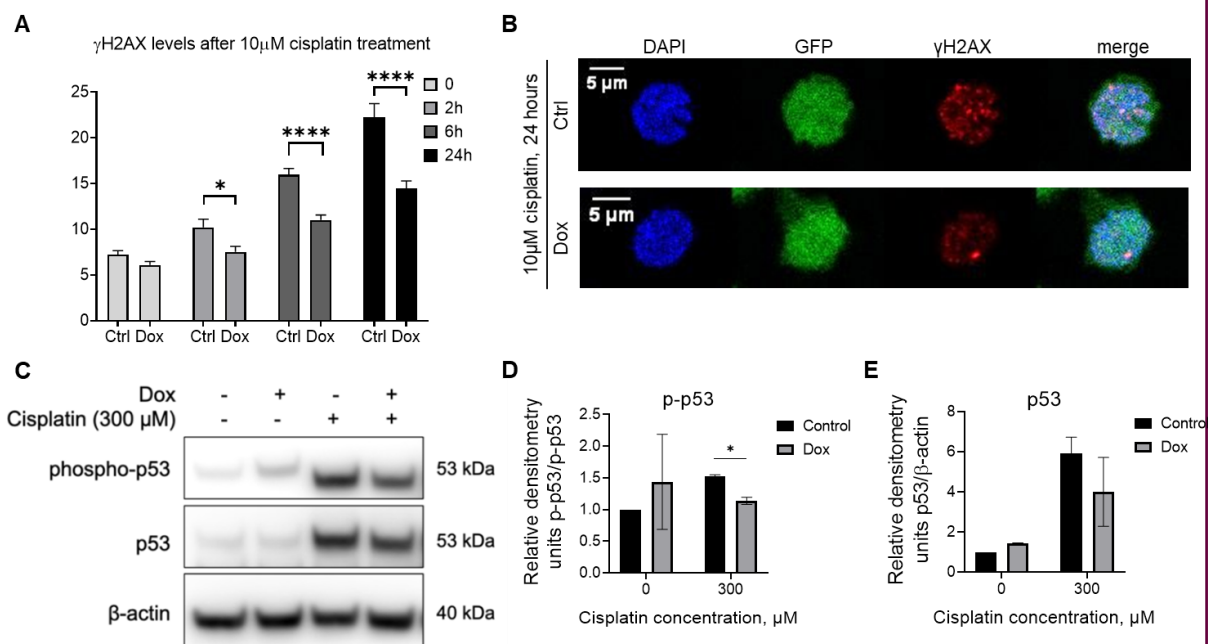 A
γH2AX levels after 10μM cisplatin treatment
25
20
15
10
5
0
* **** ****
0
2h
6h
24h
Ctrl Dox Ctrl Dox Ctrl Dox Ctrl Dox
B
DAPI GFP γH2AX merge
10μM cisplatin, 24 hours
Ctrl
Dox
5 μm
5 μm
C
Dox - + - +
Cisplatin (300 μM) - - + +
phospho-p53 53 kDa
p53 53 kDa
β-actin 40 kDa
D
p-p53
Relative densitometry
units p-p53/p-p53
2.5
2.0
1.5
1.0
0.5
0.0
*
Control
Dox
0 300
Cisplatin concentration, μM
E
p53
Relative densitometry
units p53/β-actin
8
6
4
2
0
Control
Dox
0 300
Cisplatin concentration, μM